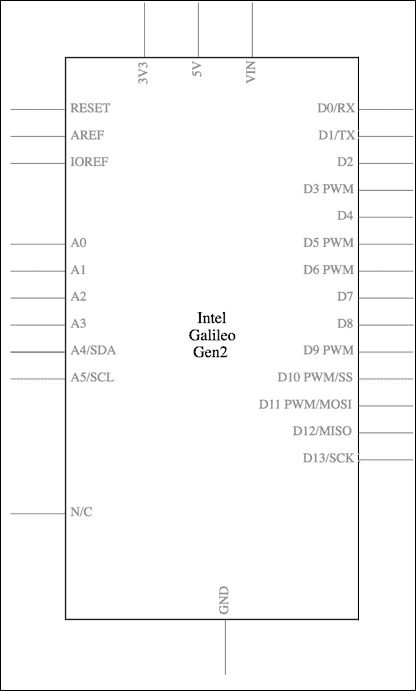 3V3
5V
VIN
RESET
AREF
IOREF
A0
A1
A2
A3
A4/SDA
A5/SCL
N/C
Intel
Galileo
Gen2
D0/RX
D1/TX
D2
D3 PWM
D4
D5 PWM
D6 PWM
D7
D8
D9 PWM
D10 PWM/SS
D11 PWM/MOSI
D12/MISO
D13/SCK
GND